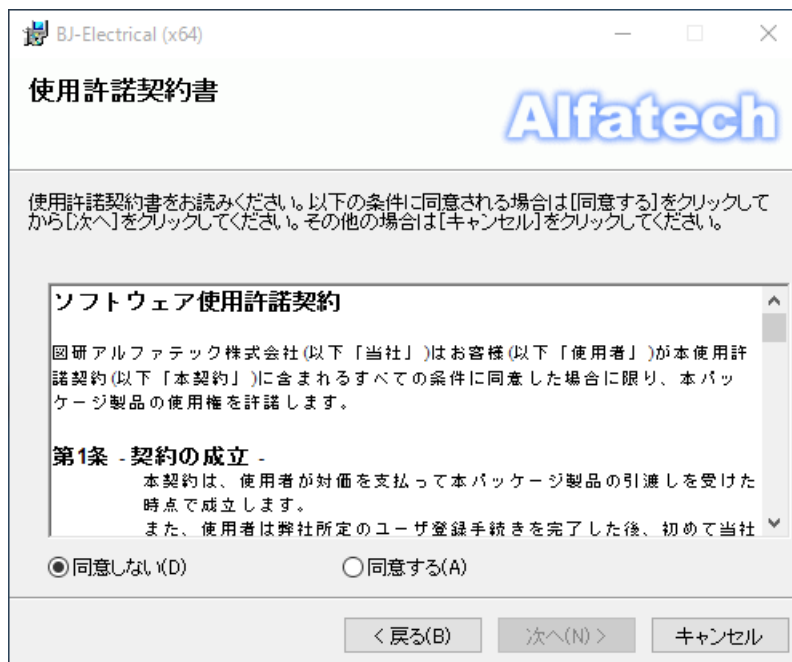 BJ-Electrical (x64)
使用許諾契約書
Alfatech
使用許諾契約書をお読みください。以下の条件に同意される場合は[同意する]をクリックして
から[次へ]をクリックしてください。その他の場合は[キャンセル]をクリックしてください。
ソフトウェア使用許諾契約
図研アルファテック株式会社(以下「当社」)はお客様(以下「使用者」)が本使用許
諾契約(以下「本契約」)に含まれるすべての条件に同意した場合に限り、本パッ
ケージ製品の使用権を許諾します。
第1条 - 契約の成立 -
本契約は、使用者が対価を支払って本パッケージ製品の引渡しを受けた
時点で成立します。
また、使用者は弊社所定のユーザ登録手続きを完了した後、初めて当社
同意しない(D)
同意する(A)
< 戻る(B)
次へ(N) >
キャンセル